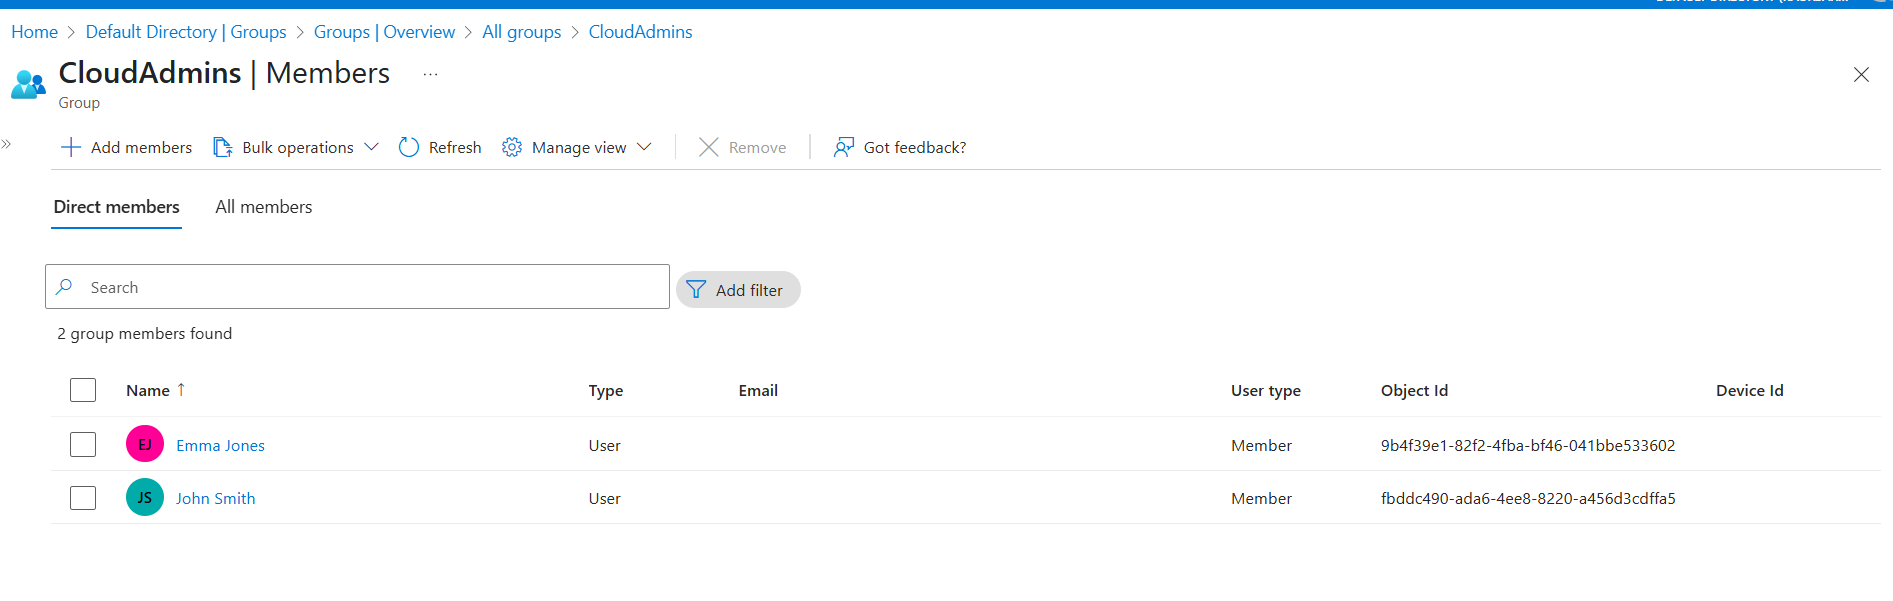 Home > Default Directory | Groups > Groups | Overview > All groups > CloudAdmins
CloudAdmins | Members ...
Group
Add members Bulk operations Refresh Manage view Remove Got feedback?
Direct members All members
Search Add filter
2 group members found
Name ↑ Type Email User type Object Id Device Id
EJ Emma Jones User Member 9b4f39e1-82f2-4fba-bf46-041bbe533602
JS John Smith User Member fbddc490-ada6-4ee8-8220-a456d3cdffa5